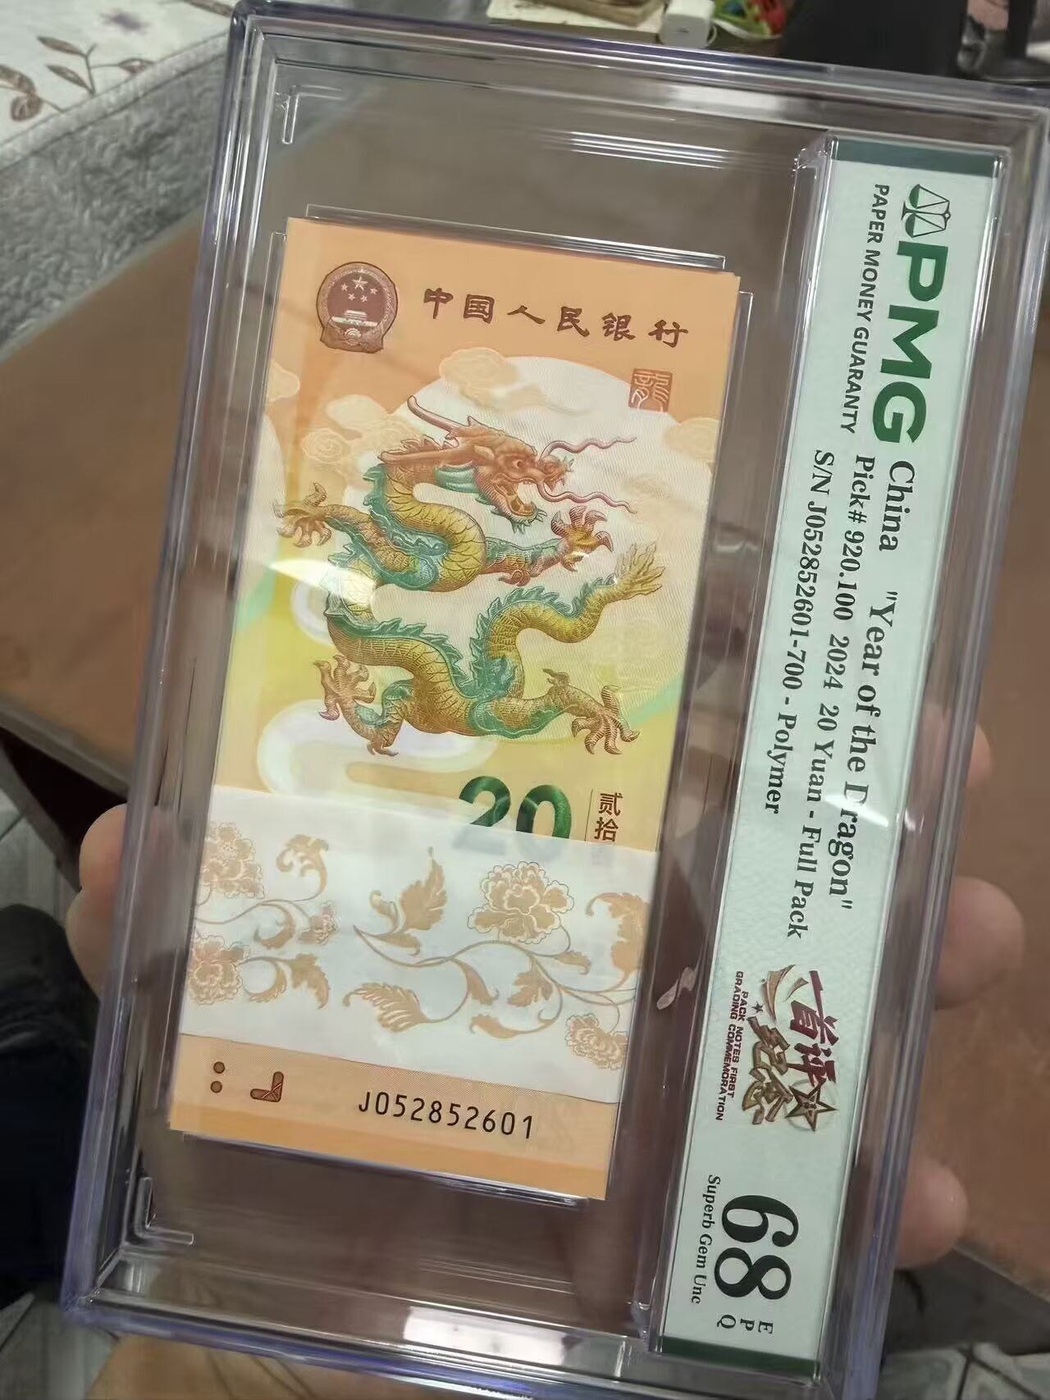 中国人民银行
龍
20
贰拾
J052852601
PMG
PAPER MONEY GUARANTY
China "Year of the Dragon"
Pick# 920.100 2024 20 Yuan - Full Pack
S/N J052852601-700 - Polymer
首评
纪念
PACK NOTES FIRST
GRADING COMMEMORATION
68
EPQ
Superb Gem Unc